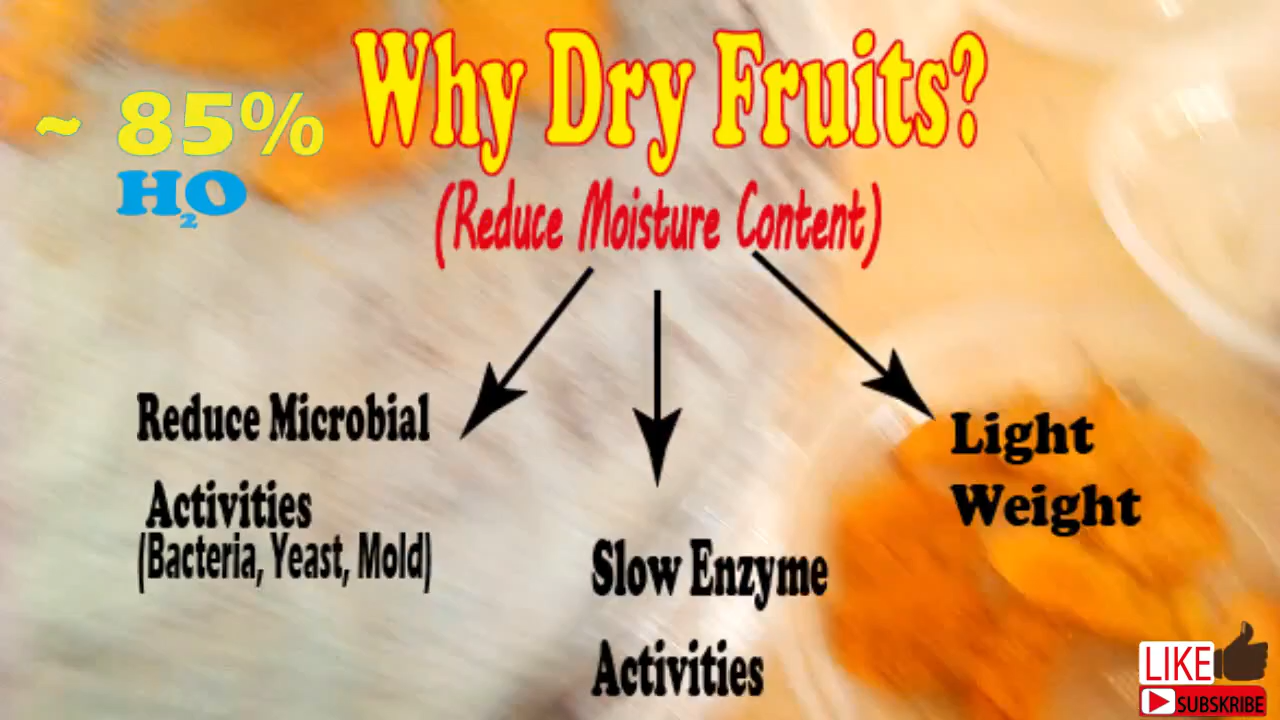 Why Dry Fruits?
~ 85%
H₂O
(Reduce Moisture Content)
Reduce Microbial
Activities
(Bacteria, Yeast, Mold)
Slow Enzyme
Activities
Light
Weight
LIKE
SUBSKRIBE